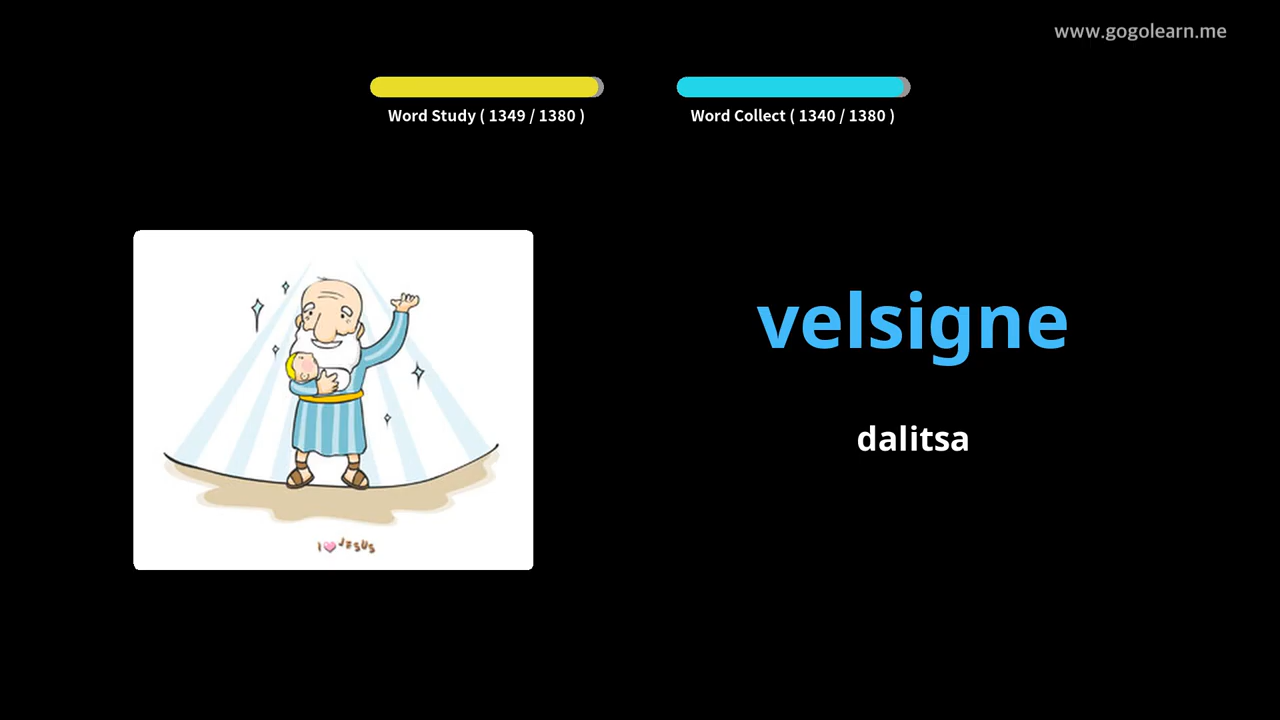 www.gogolearn.me
Word Study ( 1349 / 1380 )
Word Collect ( 1340 / 1380 )
velsigne
dalitsa
I JESUS